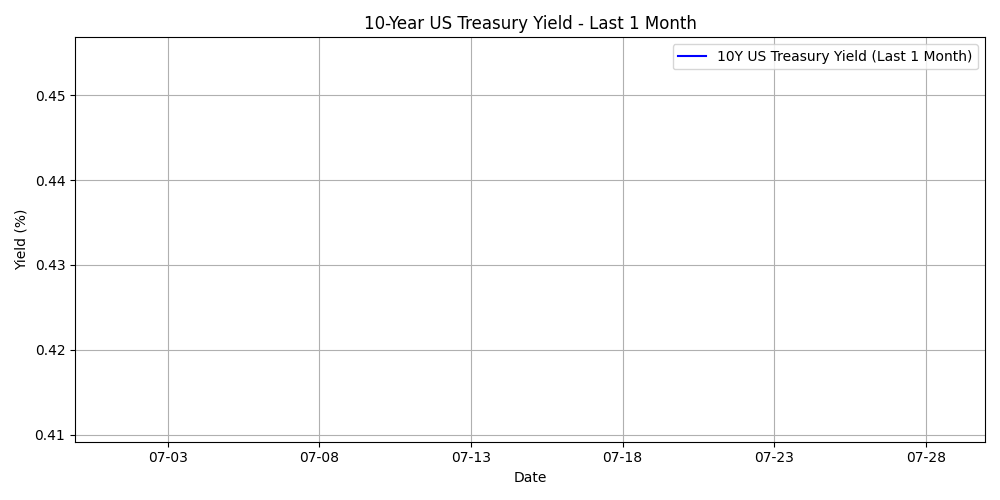 10-Year US Treasury Yield - Last 1 Month
10Y US Treasury Yield (Last 1 Month)
0.45
0.44
0.43
0.42
0.41
Yield (%)
07-03
07-08
07-13
07-18
07-23
07-28
Date